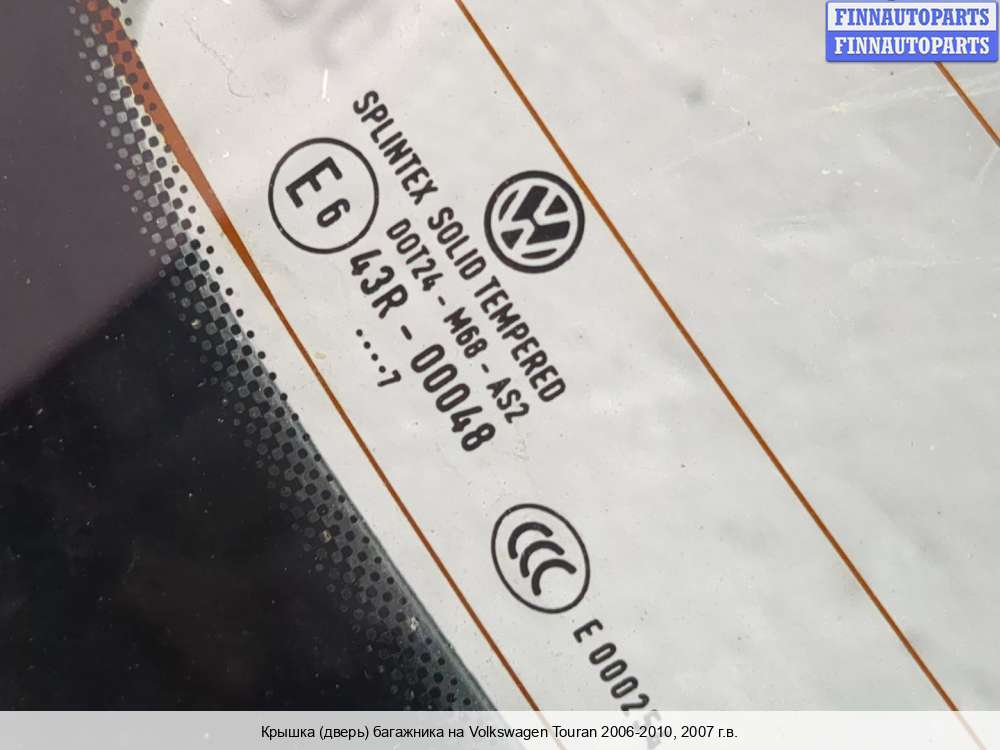 FINNAUTOPARTS
FINNAUTOPARTS
SPLINTEX SOLID TEMPERED
DOT24 - M68 - AS2
E6
43R - 00048
....7
CCC
Крышка (дверь) багажника на Volkswagen Touran 2006-2010, 2007 г.в.